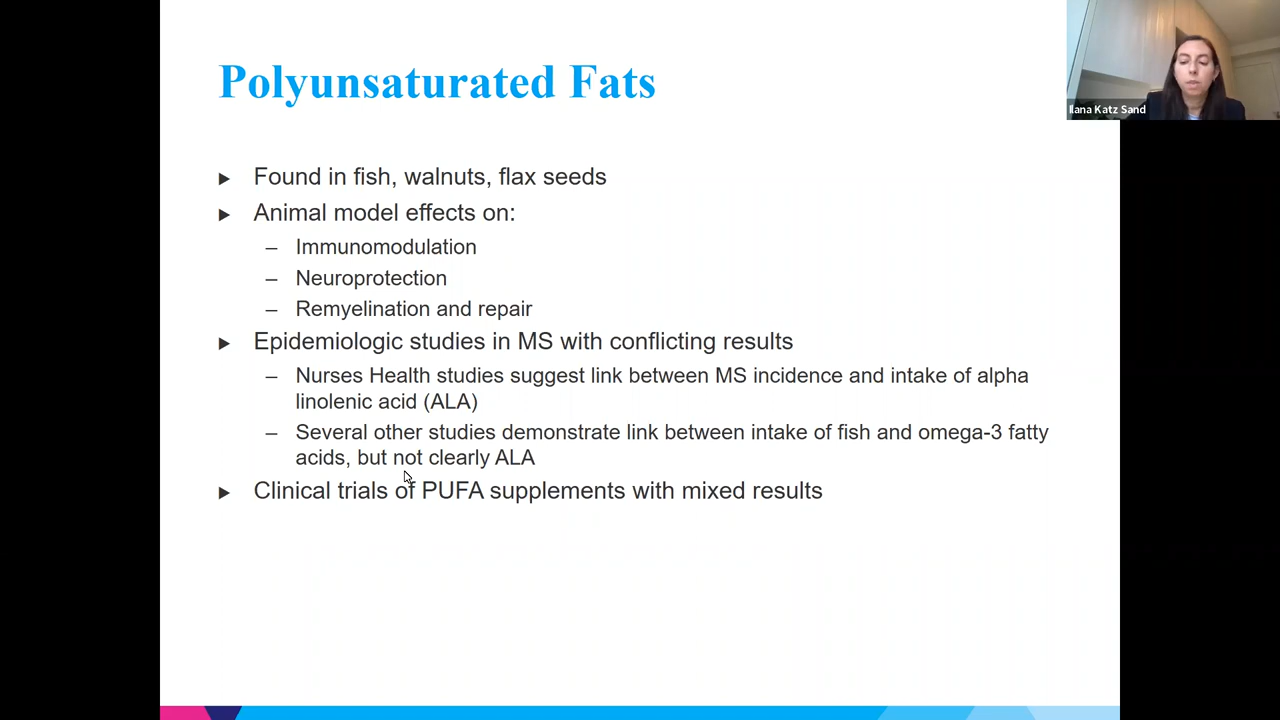 Polyunsaturated Fats
Ilana Katz Sand
Found in fish, walnuts, flax seeds
Animal model effects on:
– Immunomodulation
– Neuroprotection
– Remyelination and repair
Epidemiologic studies in MS with conflicting results
– Nurses Health studies suggest link between MS incidence and intake of alpha
linolenic acid (ALA)
– Several other studies demonstrate link between intake of fish and omega-3 fatty
acids, but not clearly ALA
Clinical trials of PUFA supplements with mixed results